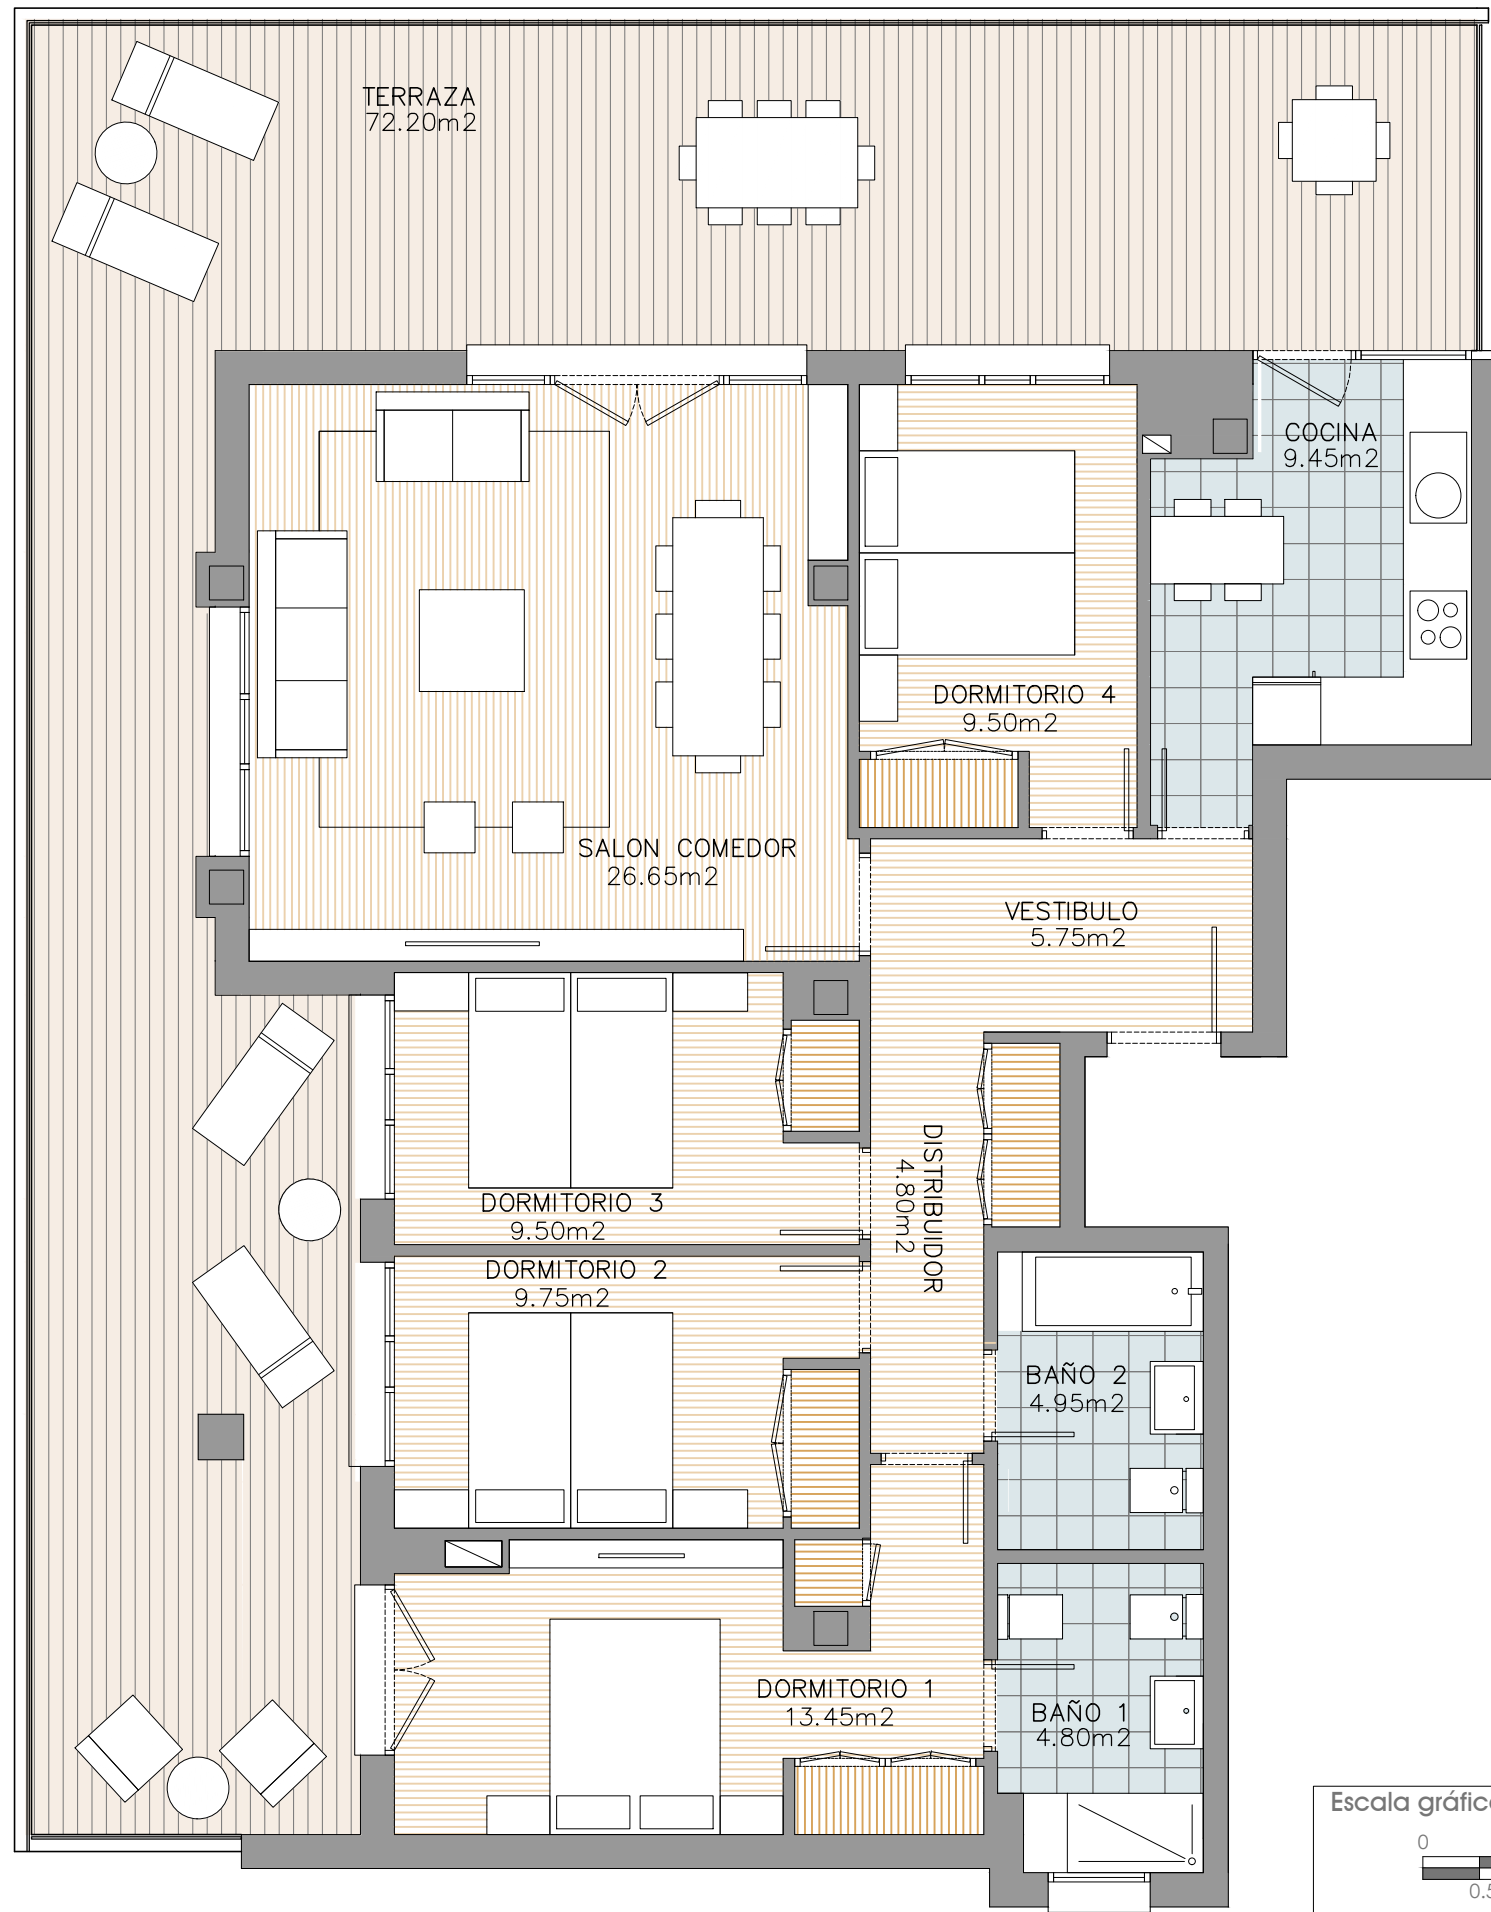 TERRAZA
72.20m2
COCINA
9.45m2
DORMITORIO 4
9.50m2
SALON COMEDOR
26.65m2
VESTIBULO
5.75m2
DISTRIBUIDOR
4.80m2
DORMITORIO 3
9.50m2
DORMITORIO 2
9.75m2
BAÑO 2
4.95m2
DORMITORIO 1
13.45m2
BAÑO 1
4.80m2
Escala gráfic
0
0.5